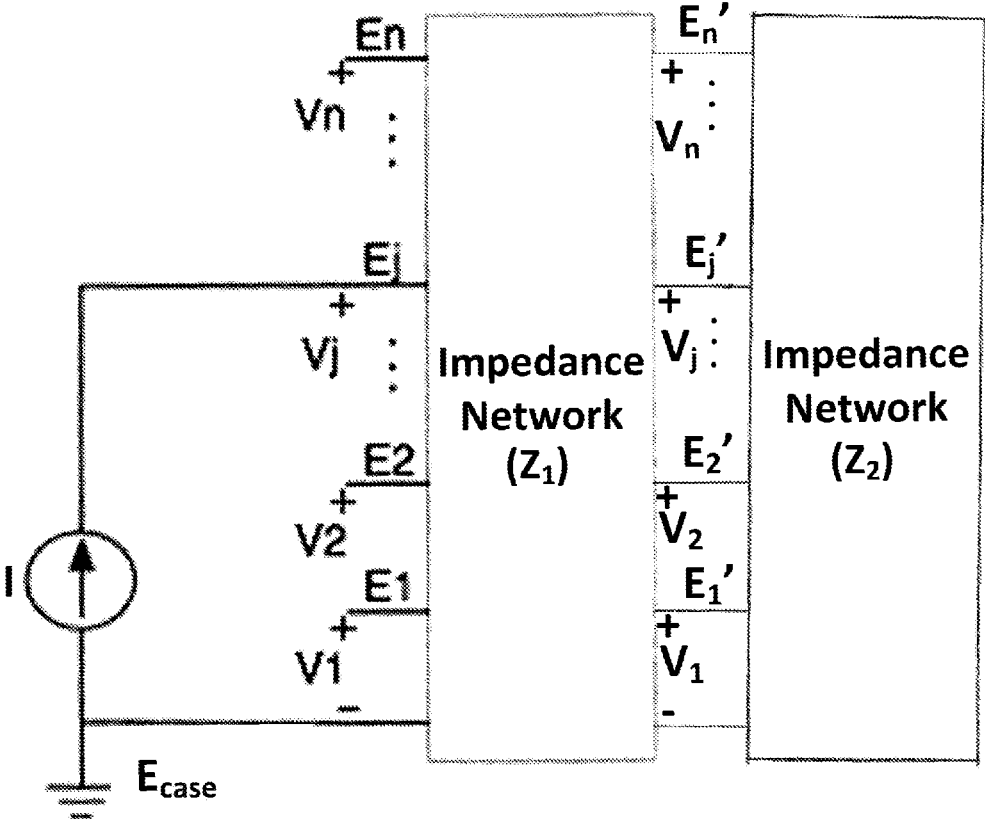 En
En′
+
+
Vn
Vn
Ej
Ej′
+
+
Vj
Vj
Impedance
Network
(Z1)
Impedance
Network
(Z2)
E2
E2′
+
+
V2
V2
I
E1
E1′
+
+
V1
V1
-
-
Ecase